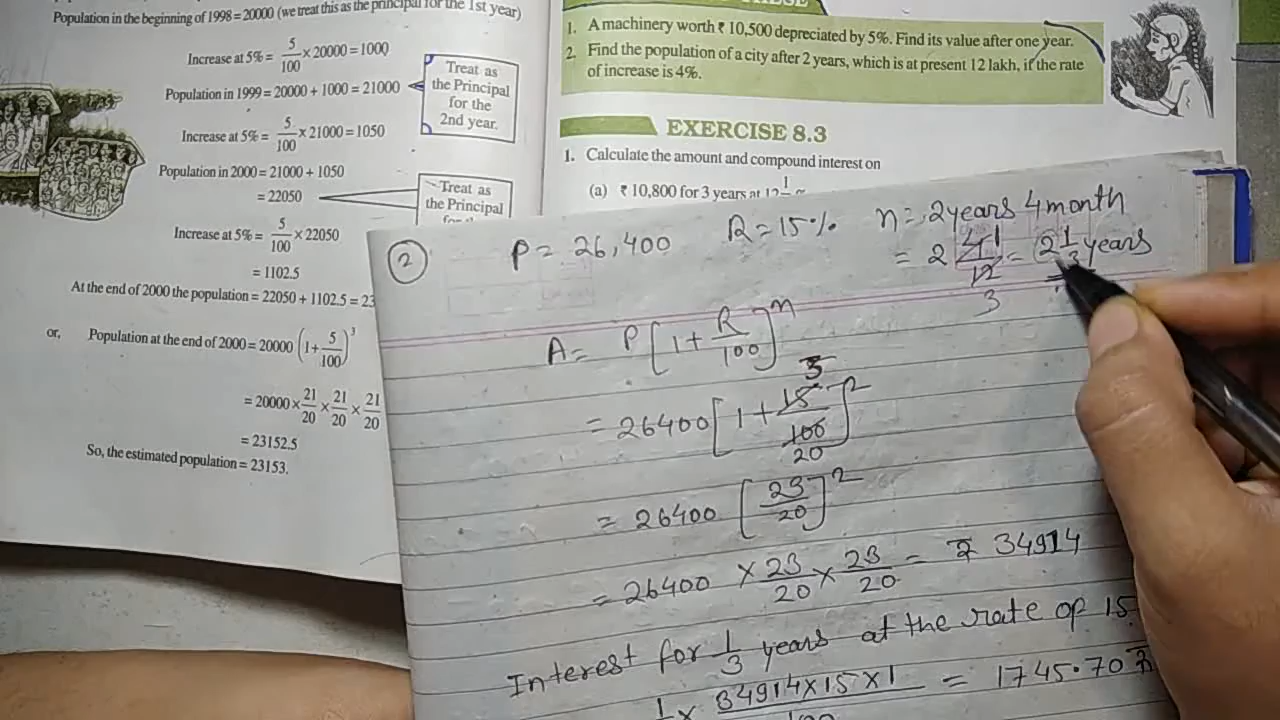 Population in the beginning of 1998 = 20000 (we treat this as the principal for the 1st year)
Increase at 5% = 5/100 × 20000 = 1000
Population in 1999 = 20000 + 1000 = 21000
Treat as
the Principal
for the
2nd year.
Increase at 5% = 5/100 × 21000 = 1050
Population in 2000 = 21000 + 1050
= 22050
Treat as
the Principal
Increase at 5% = 5/100 × 22050
= 1102.5
At the end of 2000 the population = 22050 + 1102.5 = 23
or, Population at the end of 2000 = 20000 (1 + 5/100)³
= 20000 × 21/20 × 21/20 × 21/20
= 23152.5
So, the estimated population = 23153.
1. A machinery worth ₹ 10,500 depreciated by 5%. Find its value after one year.
2. Find the population of a city after 2 years, which is at present 12 lakh, if the rate
of increase is 4%.
EXERCISE 8.3
1. Calculate the amount and compound interest on
(a) ₹ 10,800 for 3 years at 12 1
2 P = 26,400 R = 15% n = 2 years 4 month
= 2 4 1/12 3 = 2 1/3 years
A = P [1 + R/100]ⁿ
= 26400 [1 + 15 3/100 20]²
= 26400 [23/20]²
= 26400 × 23/20 × 23/20 = ₹ 34914
Interest for 1/3 years at the rate of 15
× 34914 × 15 × 1 = 1745.70 ₹